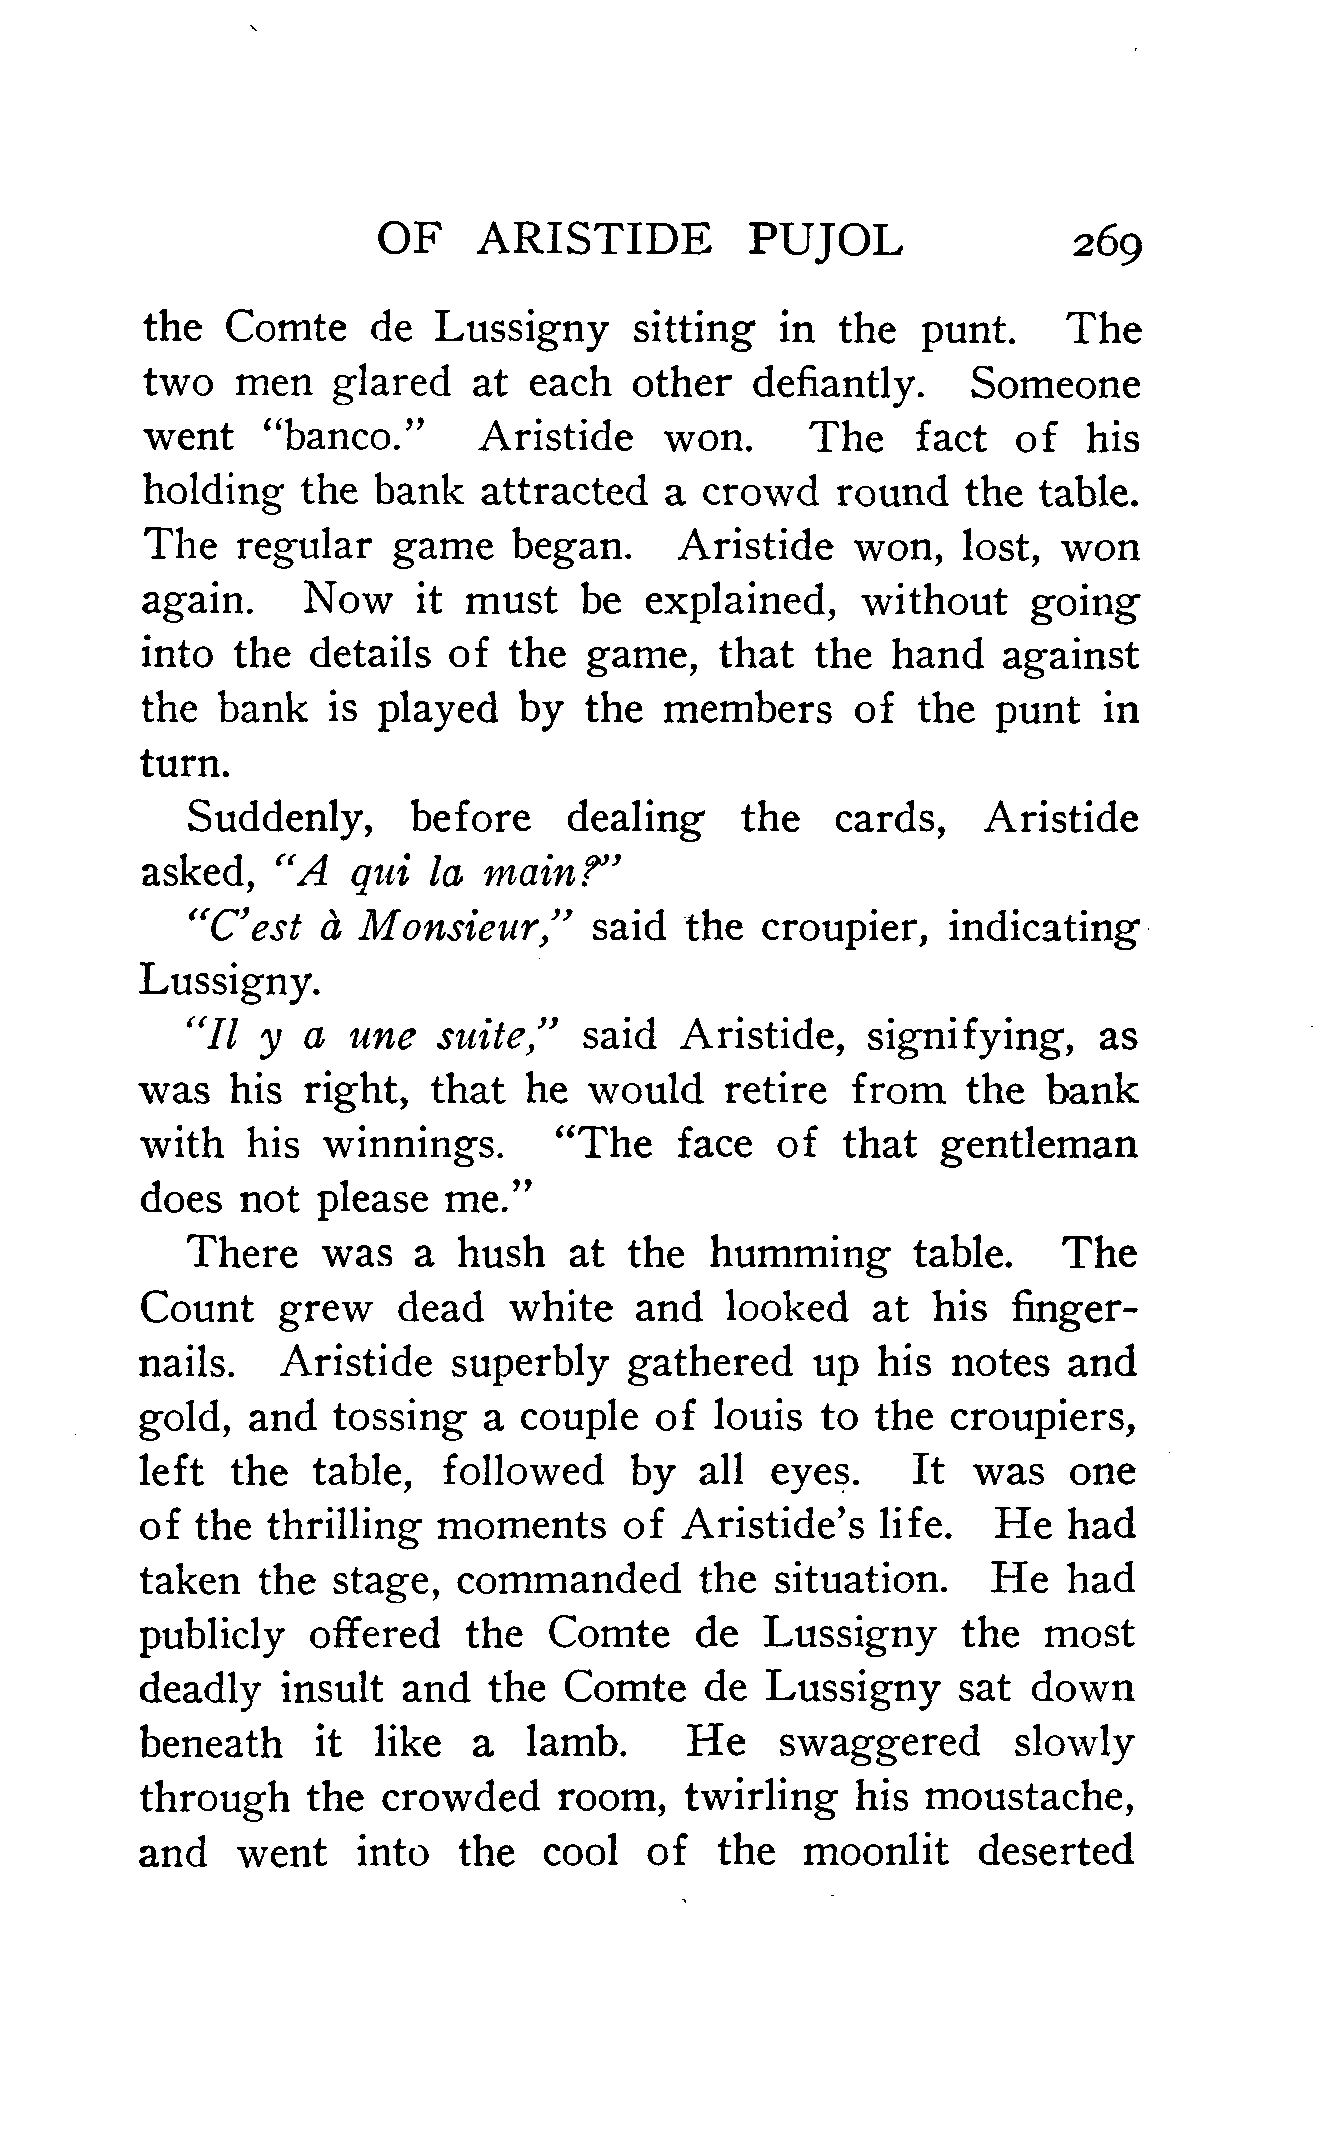 OF ARISTIDE PUJOL 269
the Comte de Lussigny sitting in the punt. The
two men glared at each other defiantly. Someone
went "banco." Aristide won. The fact of his
holding the bank attracted a crowd round the table.
The regular game began. Aristide won, lost, won
again. Now it must be explained, without going
into the details of the game, that the hand against
the bank is played by the members of the punt in
turn.
Suddenly, before dealing the cards, Aristide
asked, "A qui la main?"
"C'est à Monsieur," said the croupier, indicating
Lussigny.
"Il y a une suite," said Aristide, signifying, as
was his right, that he would retire from the bank
with his winnings. "The face of that gentleman
does not please me."
There was a hush at the humming table. The
Count grew dead white and looked at his finger-
nails. Aristide superbly gathered up his notes and
gold, and tossing a couple of louis to the croupiers,
left the table, followed by all eyes. It was one
of the thrilling moments of Aristide's life. He had
taken the stage, commanded the situation. He had
publicly offered the Comte de Lussigny the most
deadly insult and the Comte de Lussigny sat down
beneath it like a lamb. He swaggered slowly
through the crowded room, twirling his moustache,
and went into the cool of the moonlit deserted